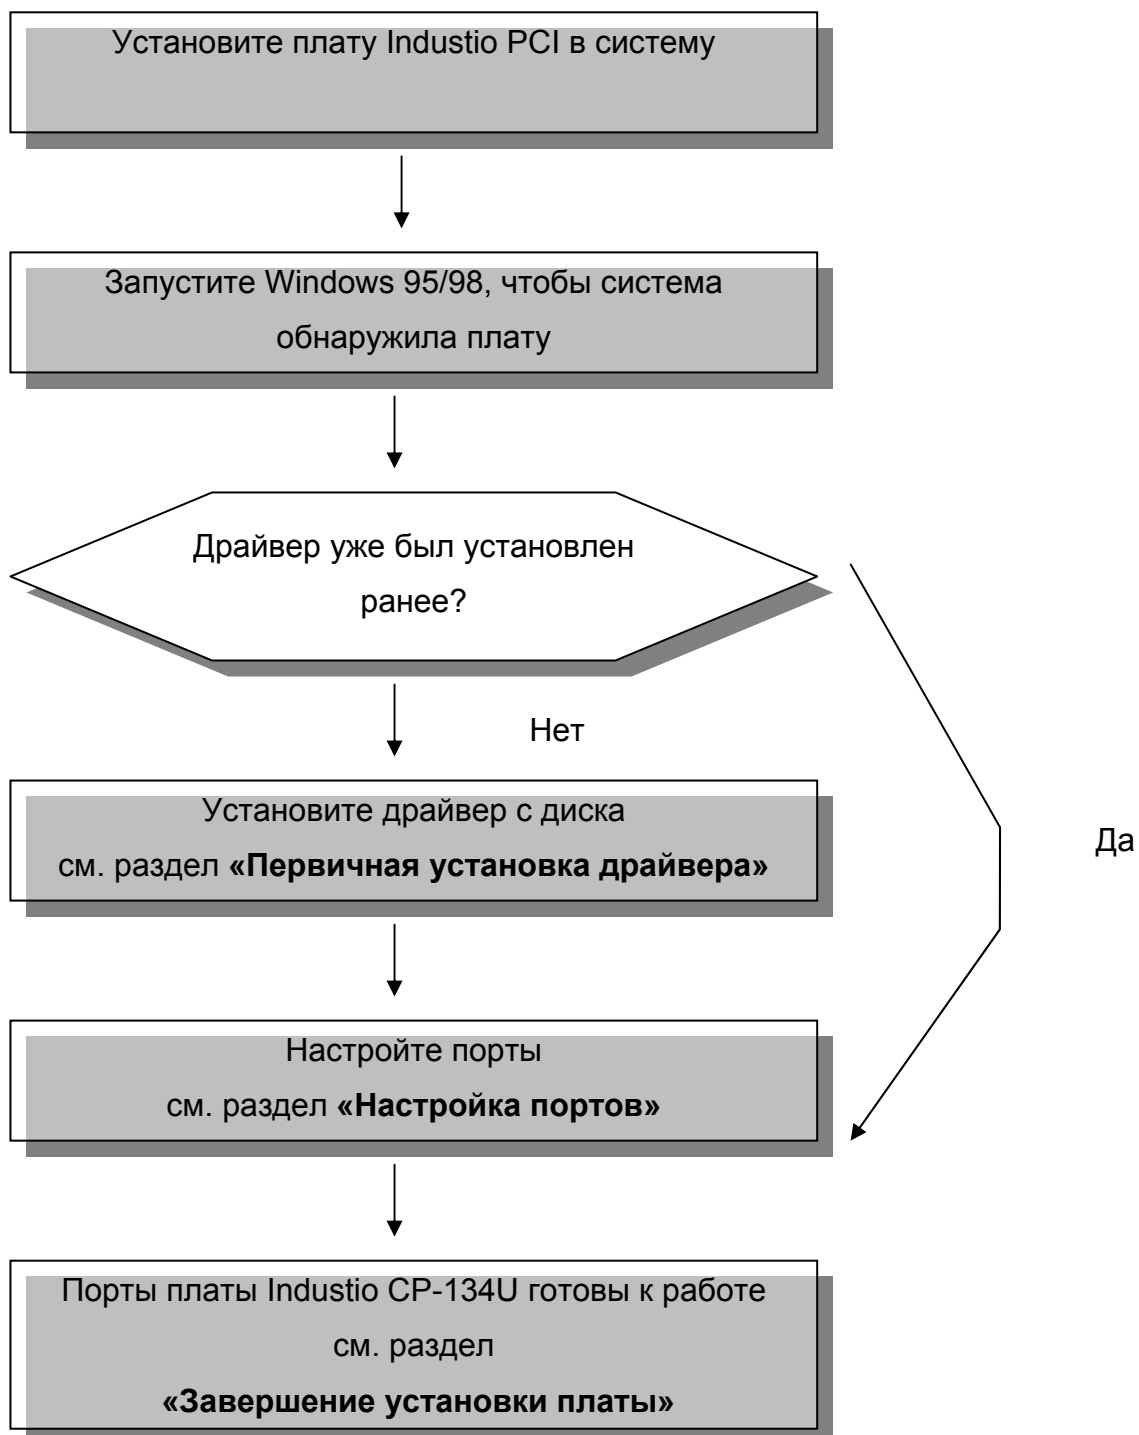 Установите плату Industio PCI в систему
Запустите Windows 95/98, чтобы система
обнаружила плату
Драйвер уже был установлен
ранее?
Нет
Установите драйвер с диска
см. раздел «Первичная установка драйвера»
Да
Настройте порты
см. раздел «Настройка портов»
Порты платы Industio CP-134U готовы к работе
см. раздел
«Завершение установки платы»